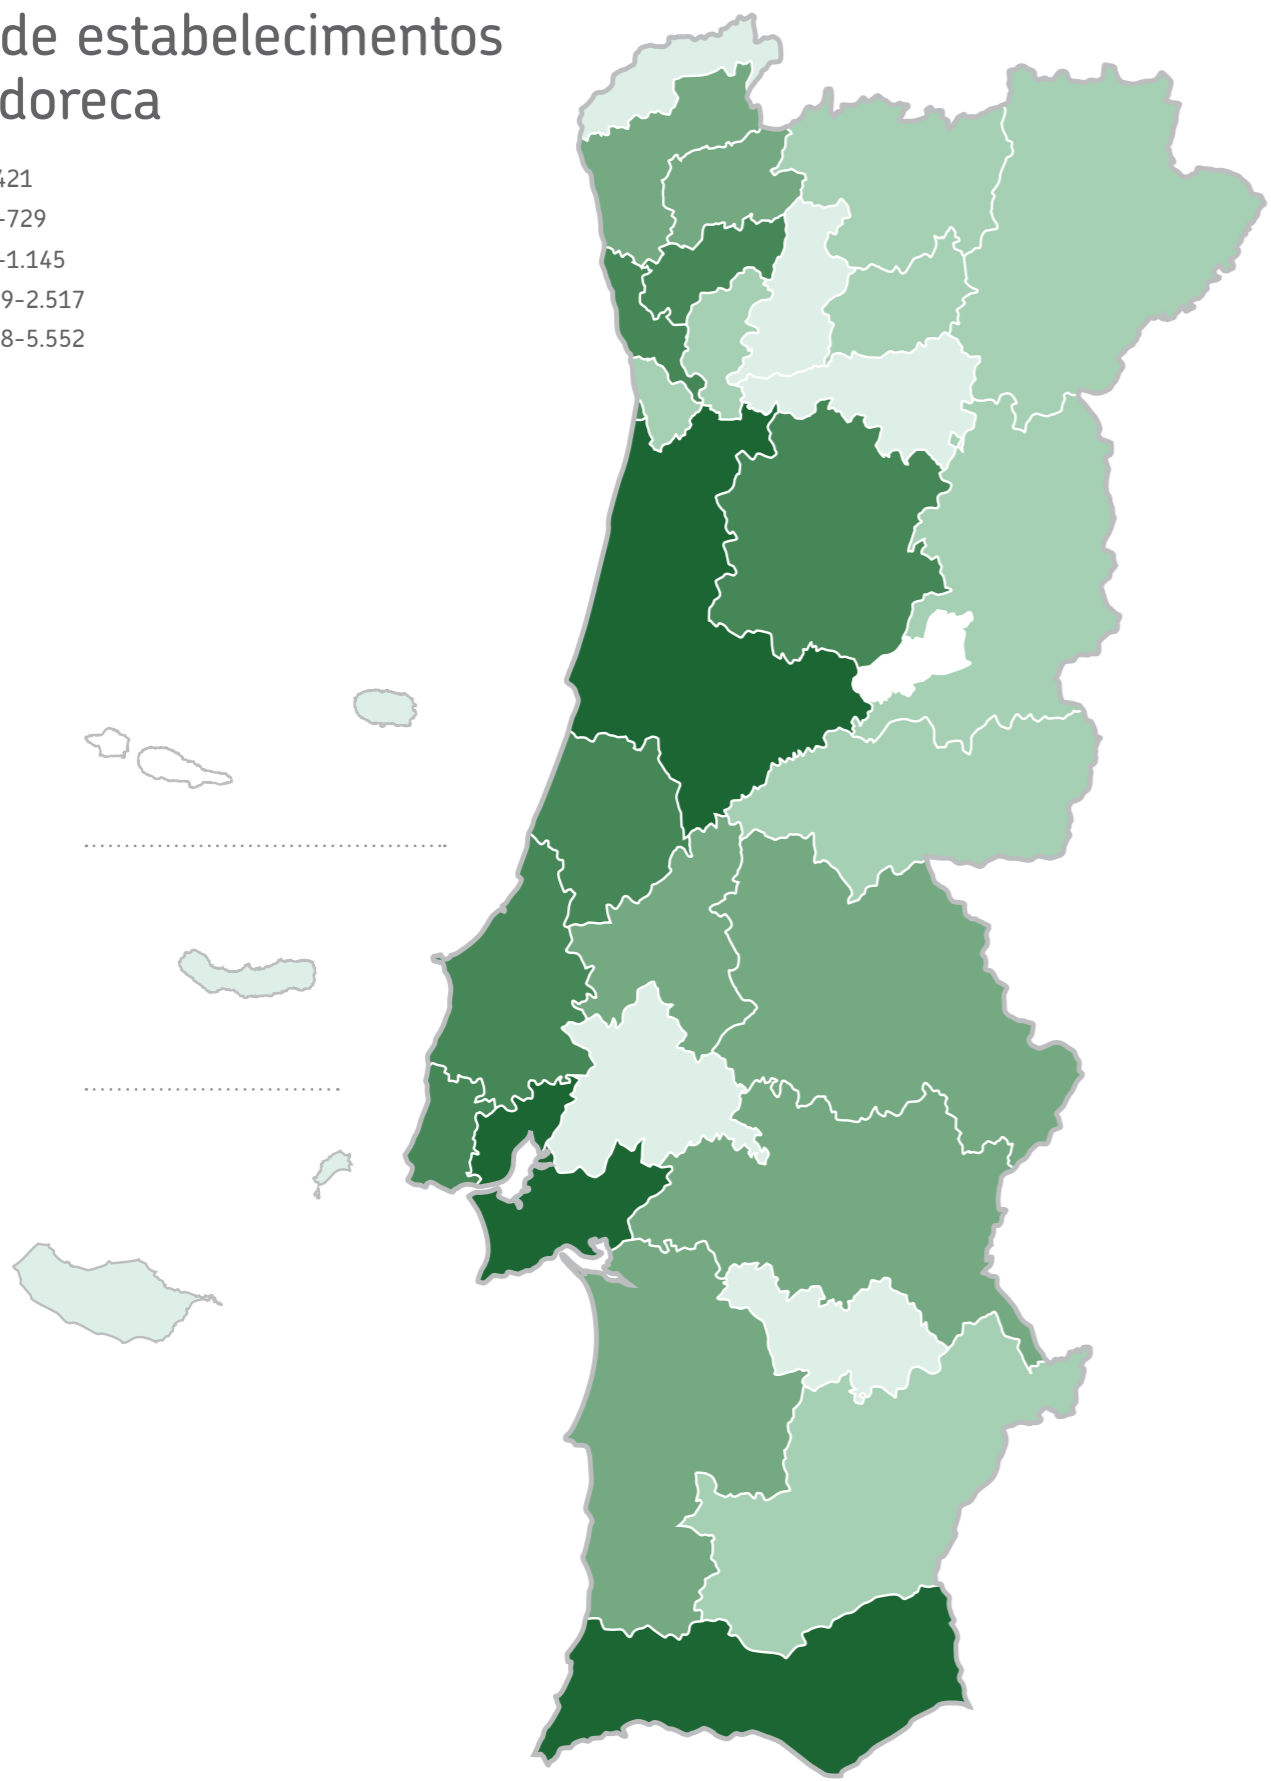 de estabelecimentos
doreca
421
-729
-1.145
9-2.517
8-5.552